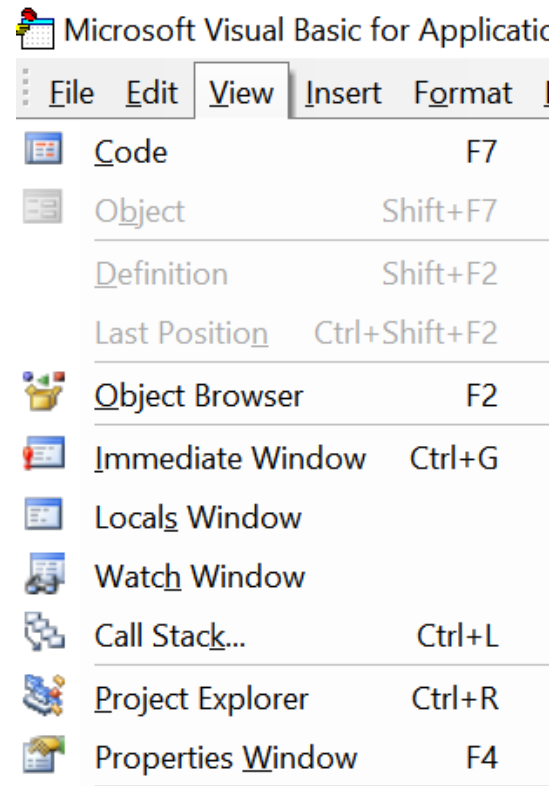 Microsoft Visual Basic for
File Edit View Insert Format
Code F7
Object Shift+F7
Definition Shift+F2
Last Position Ctrl+Shift+F2
Object Browser F2
Immediate Window Ctrl+G
Locals Window
Watch Window
Call Stack... Ctrl+L
Project Explorer Ctrl+R
Properties Window F4